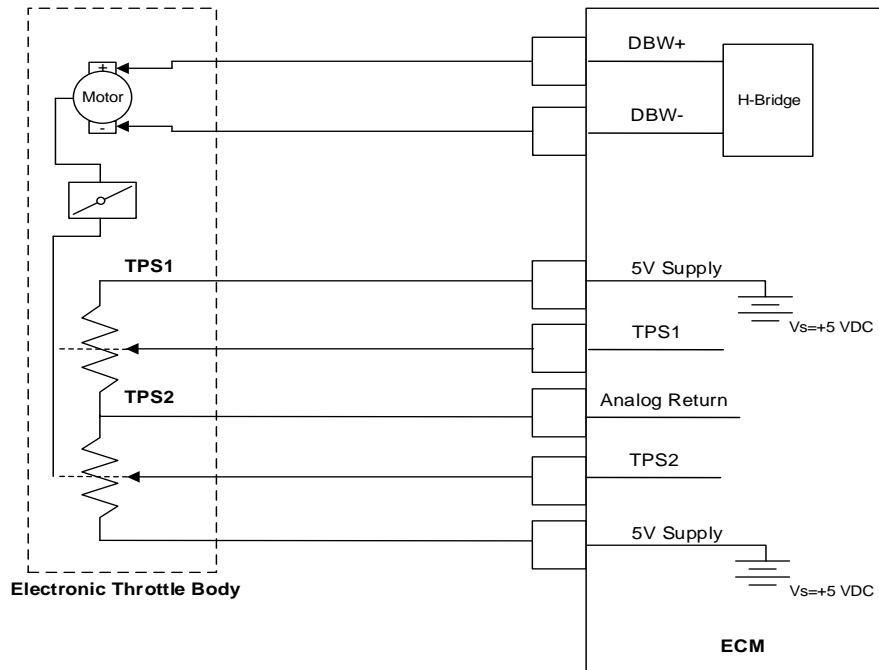 DBW+
+
Motor
H-Bridge
-
DBW-
TPS1
5V Supply
Vs=+5 VDC
TPS1
TPS2
Analog Return
TPS2
5V Supply
Electronic Throttle Body
Vs=+5 VDC
ECM